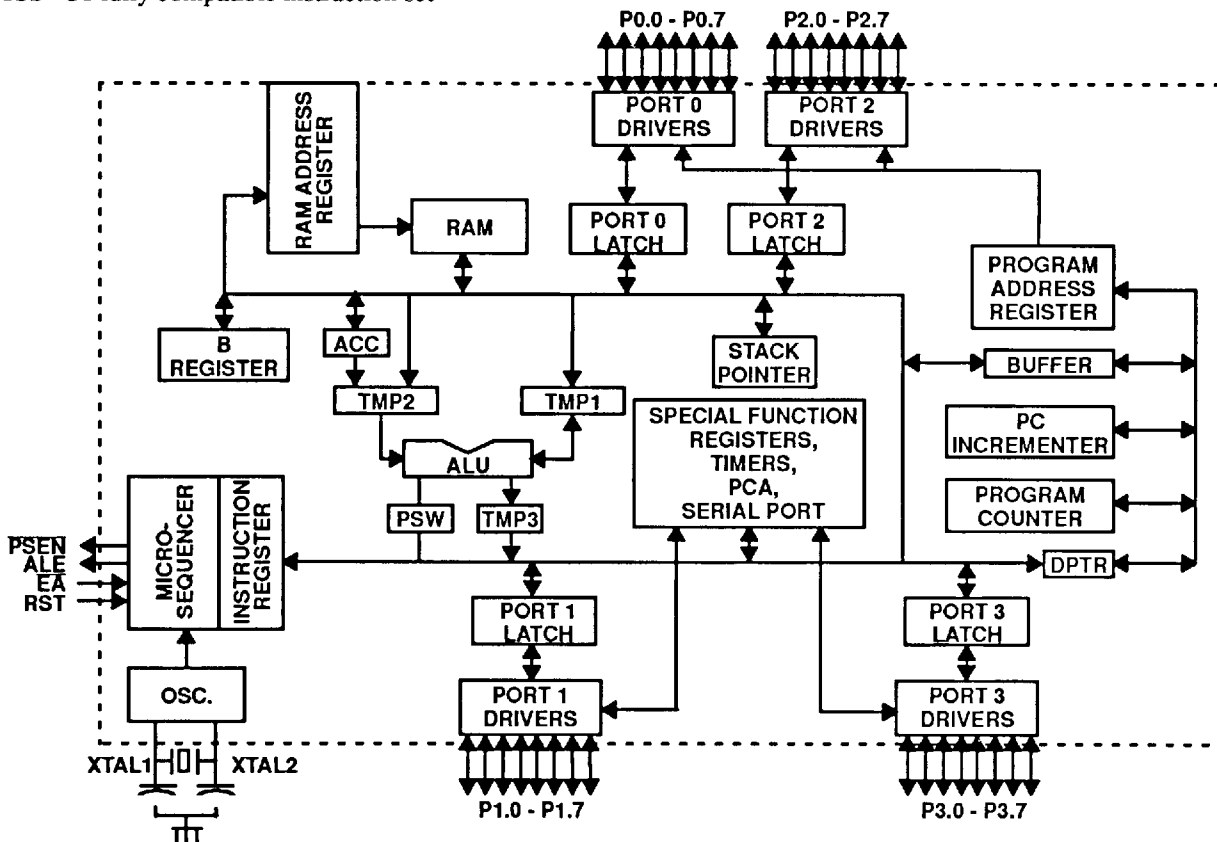 fully compatible instruction set
P0.0 - P0.7
P2.0 - P2.7
PORT 0
DRIVERS
PORT 2
DRIVERS
RAM ADDRESS
REGISTER
RAM
PORT 0
LATCH
PORT 2
LATCH
PROGRAM
ADDRESS
REGISTER
B
REGISTER
ACC
STACK
POINTER
BUFFER
TMP2
TMP1
SPECIAL FUNCTION
REGISTERS,
TIMERS,
PCA,
SERIAL PORT
PC
INCREMENTER
ALU
PROGRAM
COUNTER
MICRO-
SEQUENCER
INSTRUCTION
REGISTER
PSW
TMP3
PSEN
ALE
EA
RST
DPTR
PORT 1
LATCH
PORT 3
LATCH
OSC.
PORT 1
DRIVERS
PORT 3
DRIVERS
XTAL1
XTAL2
P1.0 - P1.7
P3.0 - P3.7